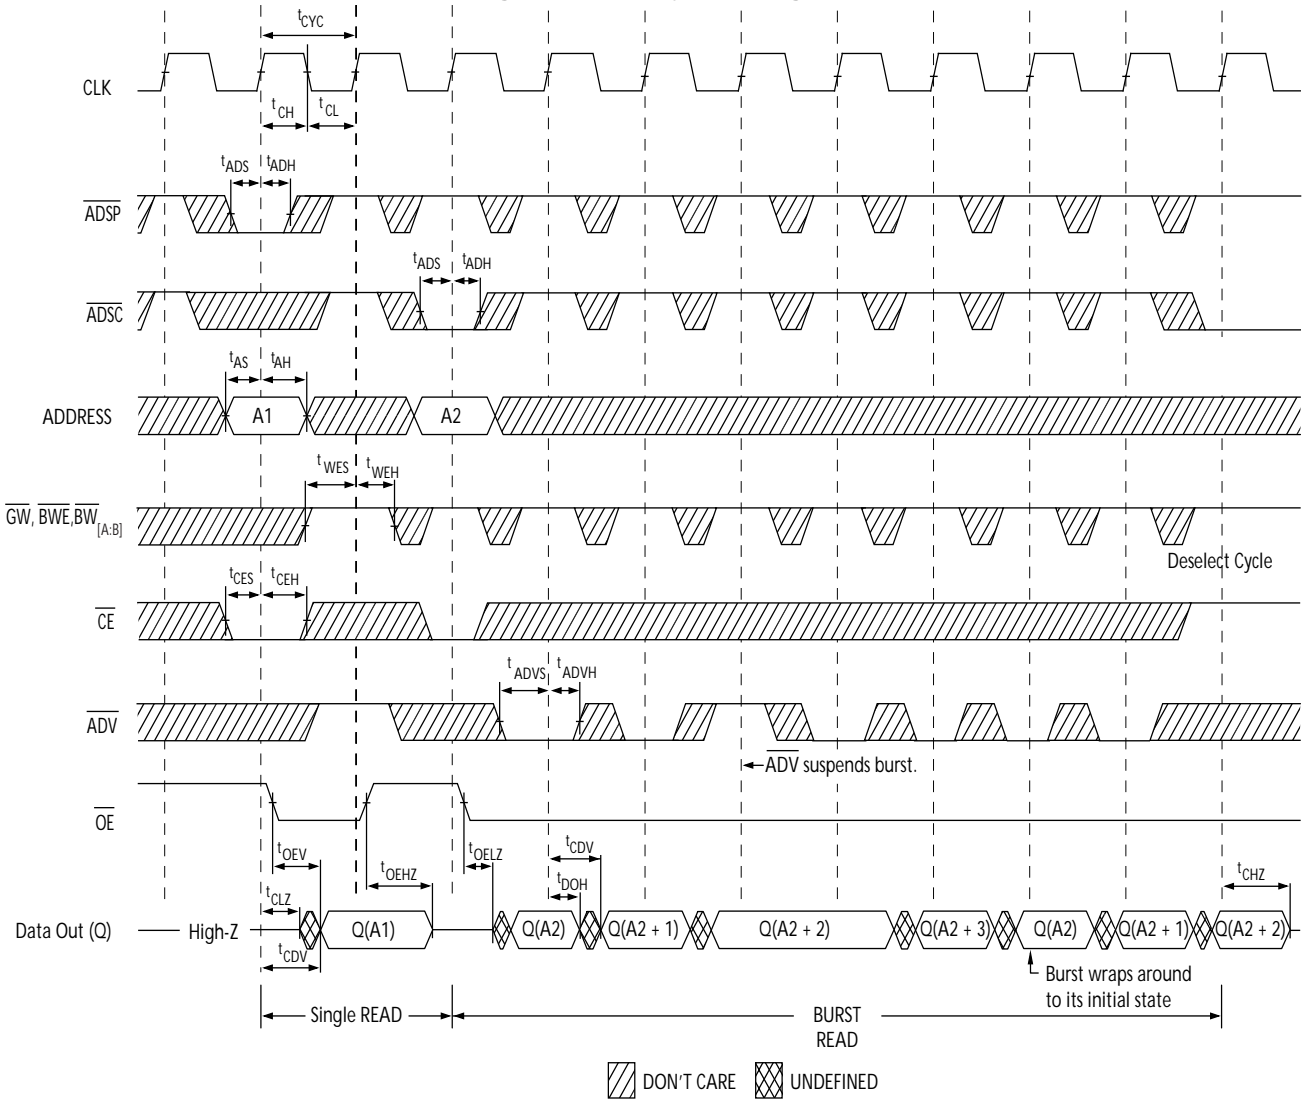 tCYC
CLK
tCH
tCL
tADS
tADH
ADSP
tADS
tADH
ADSC
tAS
tAH
ADDRESS
A1
A2
tWES
tWEH
GW, BWE,BW[A:B]
Deselect Cycle
tCES
tCEH
CE
tADVS
tADVH
ADV
ADV suspends burst.
OE
tOEV
tOEHZ
tOELZ
tCDV
tCLZ
tDOH
tCHZ
Data Out (Q)
High-Z
Q(A1)
Q(A2)
Q(A2 + 1)
Q(A2 + 2)
Q(A2 + 3)
Q(A2)
Q(A2 + 1)
Q(A2 + 2)
tCDV
Burst wraps around
to its initial state
Single READ
BURST
READ
DON'T CARE
UNDEFINED